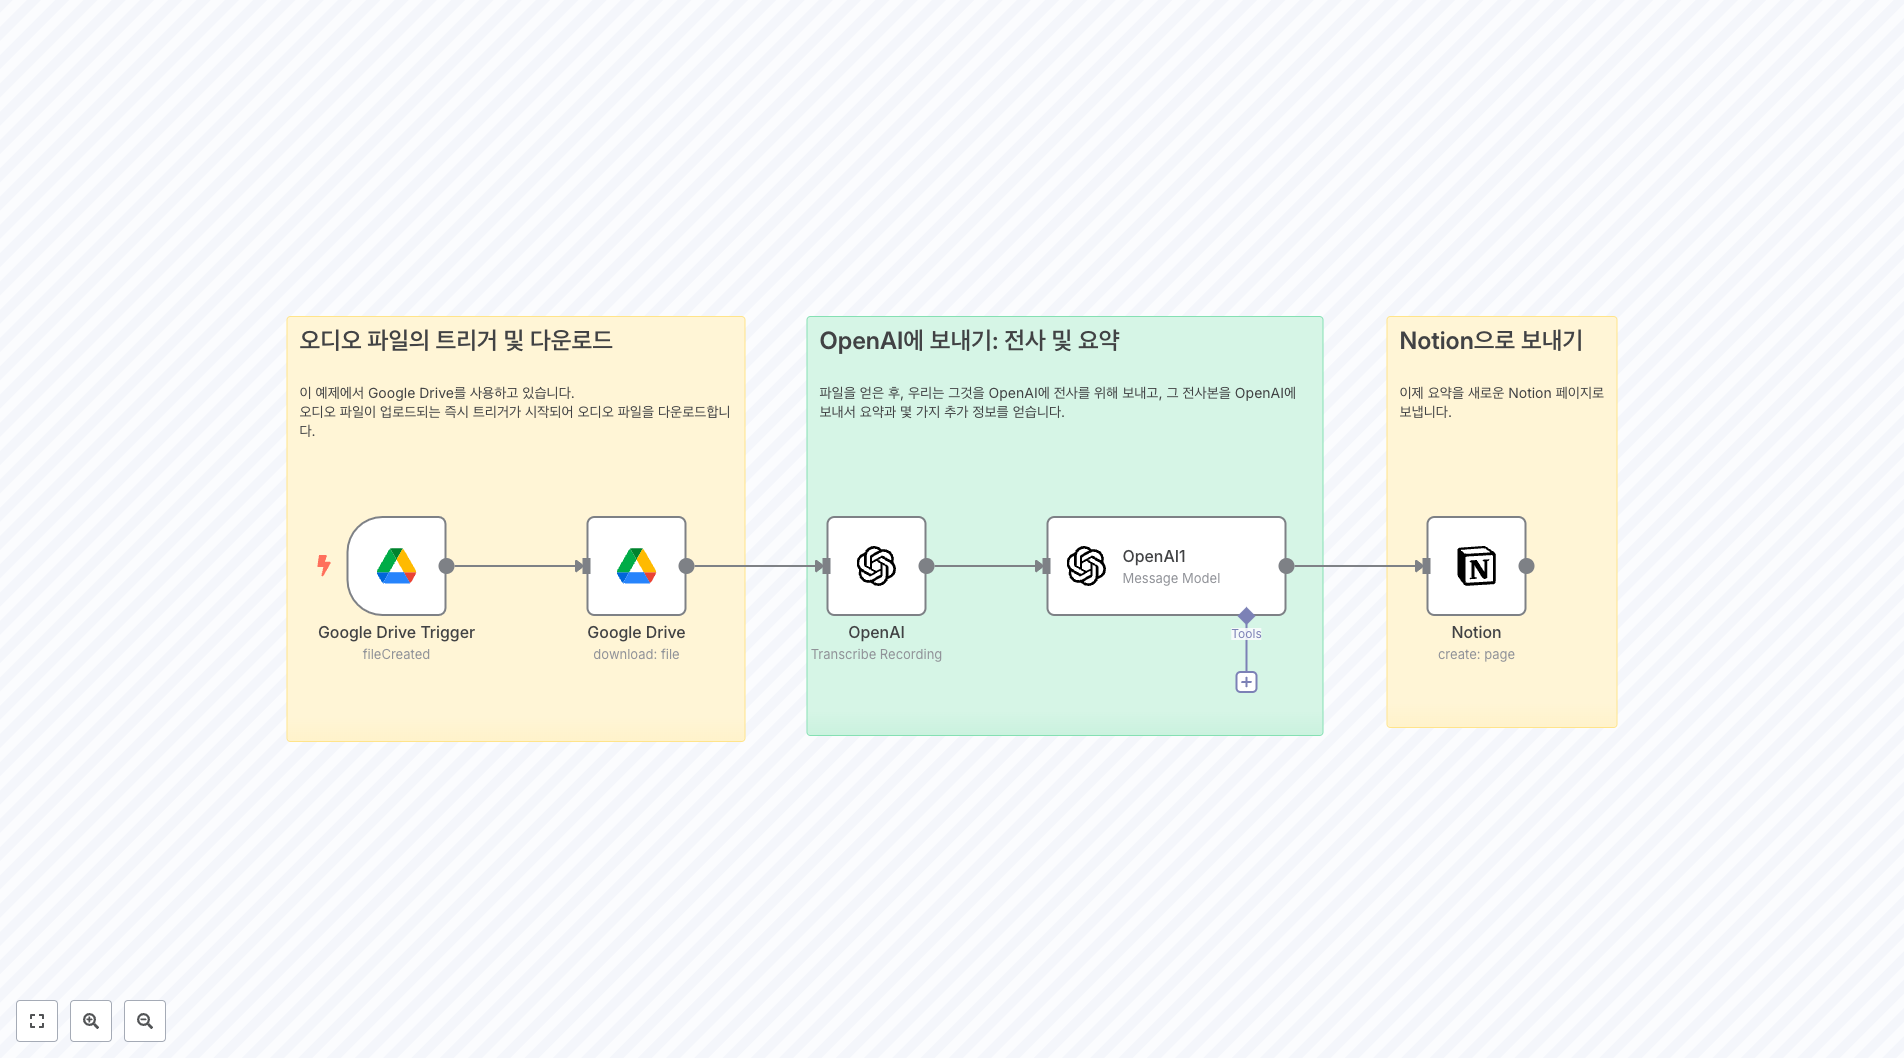 오디오 파일의 트리거 및 다운로드
이 예제에서 Google Drive를 사용하고 있습니다.
오디오 파일이 업로드되는 즉시 트리거가 시작되어 오디오 파일을 다운로드합니
다.
Google Drive Trigger
fileCreated
Google Drive
download: file
OpenAI에 보내기: 전사 및 요약
파일을 얻은 후, 우리는 그것을 OpenAI에 전사를 위해 보내고, 그 전사본을 OpenAI에
보내서 요약과 몇 가지 추가 정보를 얻습니다.
OpenAI
Transcribe Recording
OpenAI1
Message Model
Tools
Notion으로 보내기
이제 요약을 새로운 Notion 페이지로
보냅니다.
N
Notion
create: page